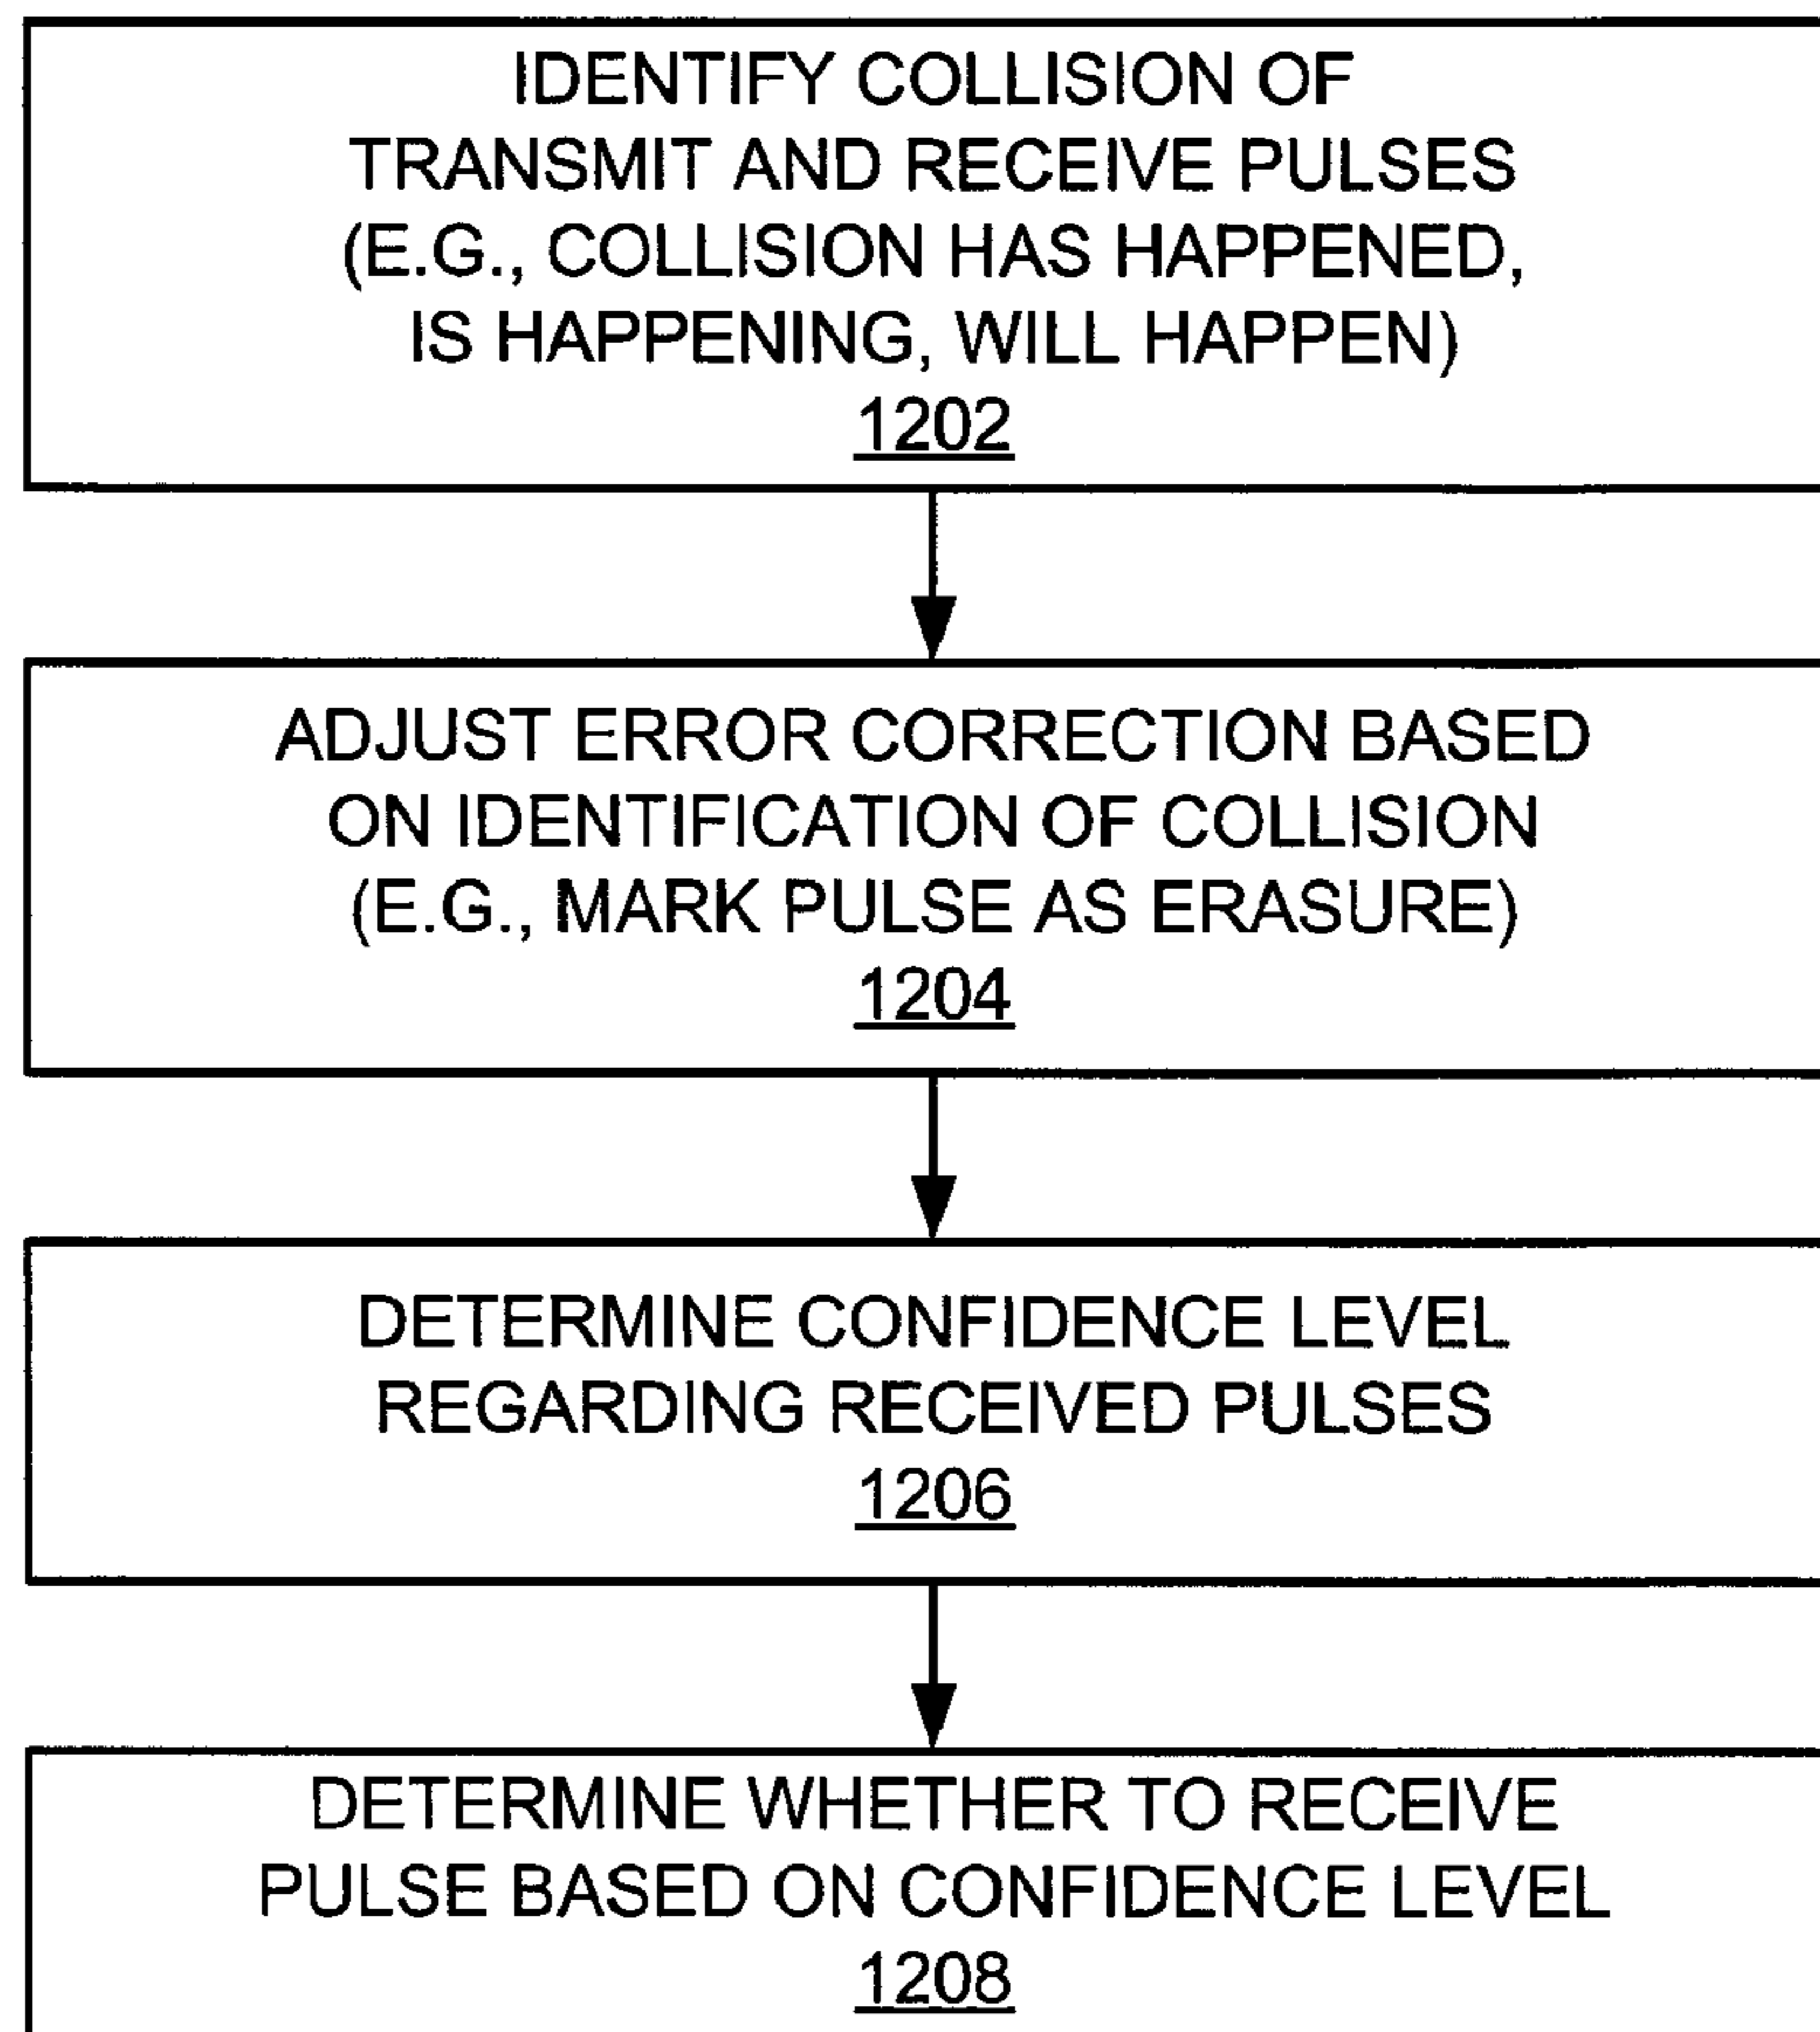 IDENTIFY COLLISION OF
TRANSMIT AND RECEIVE PULSES
(E.G., COLLISION HAS HAPPENED,
IS HAPPENING, WILL HAPPEN)
1202
ADJUST ERROR CORRECTION BASED
ON IDENTIFICATION OF COLLISION
(E.G., MARK PULSE AS ERASURE)
1204
DETERMINE CONFIDENCE LEVEL
REGARDING RECEIVED PULSES
1206
DETERMINE WHETHER TO RECEIVE
PULSE BASED ON CONFIDENCE LEVEL
1208